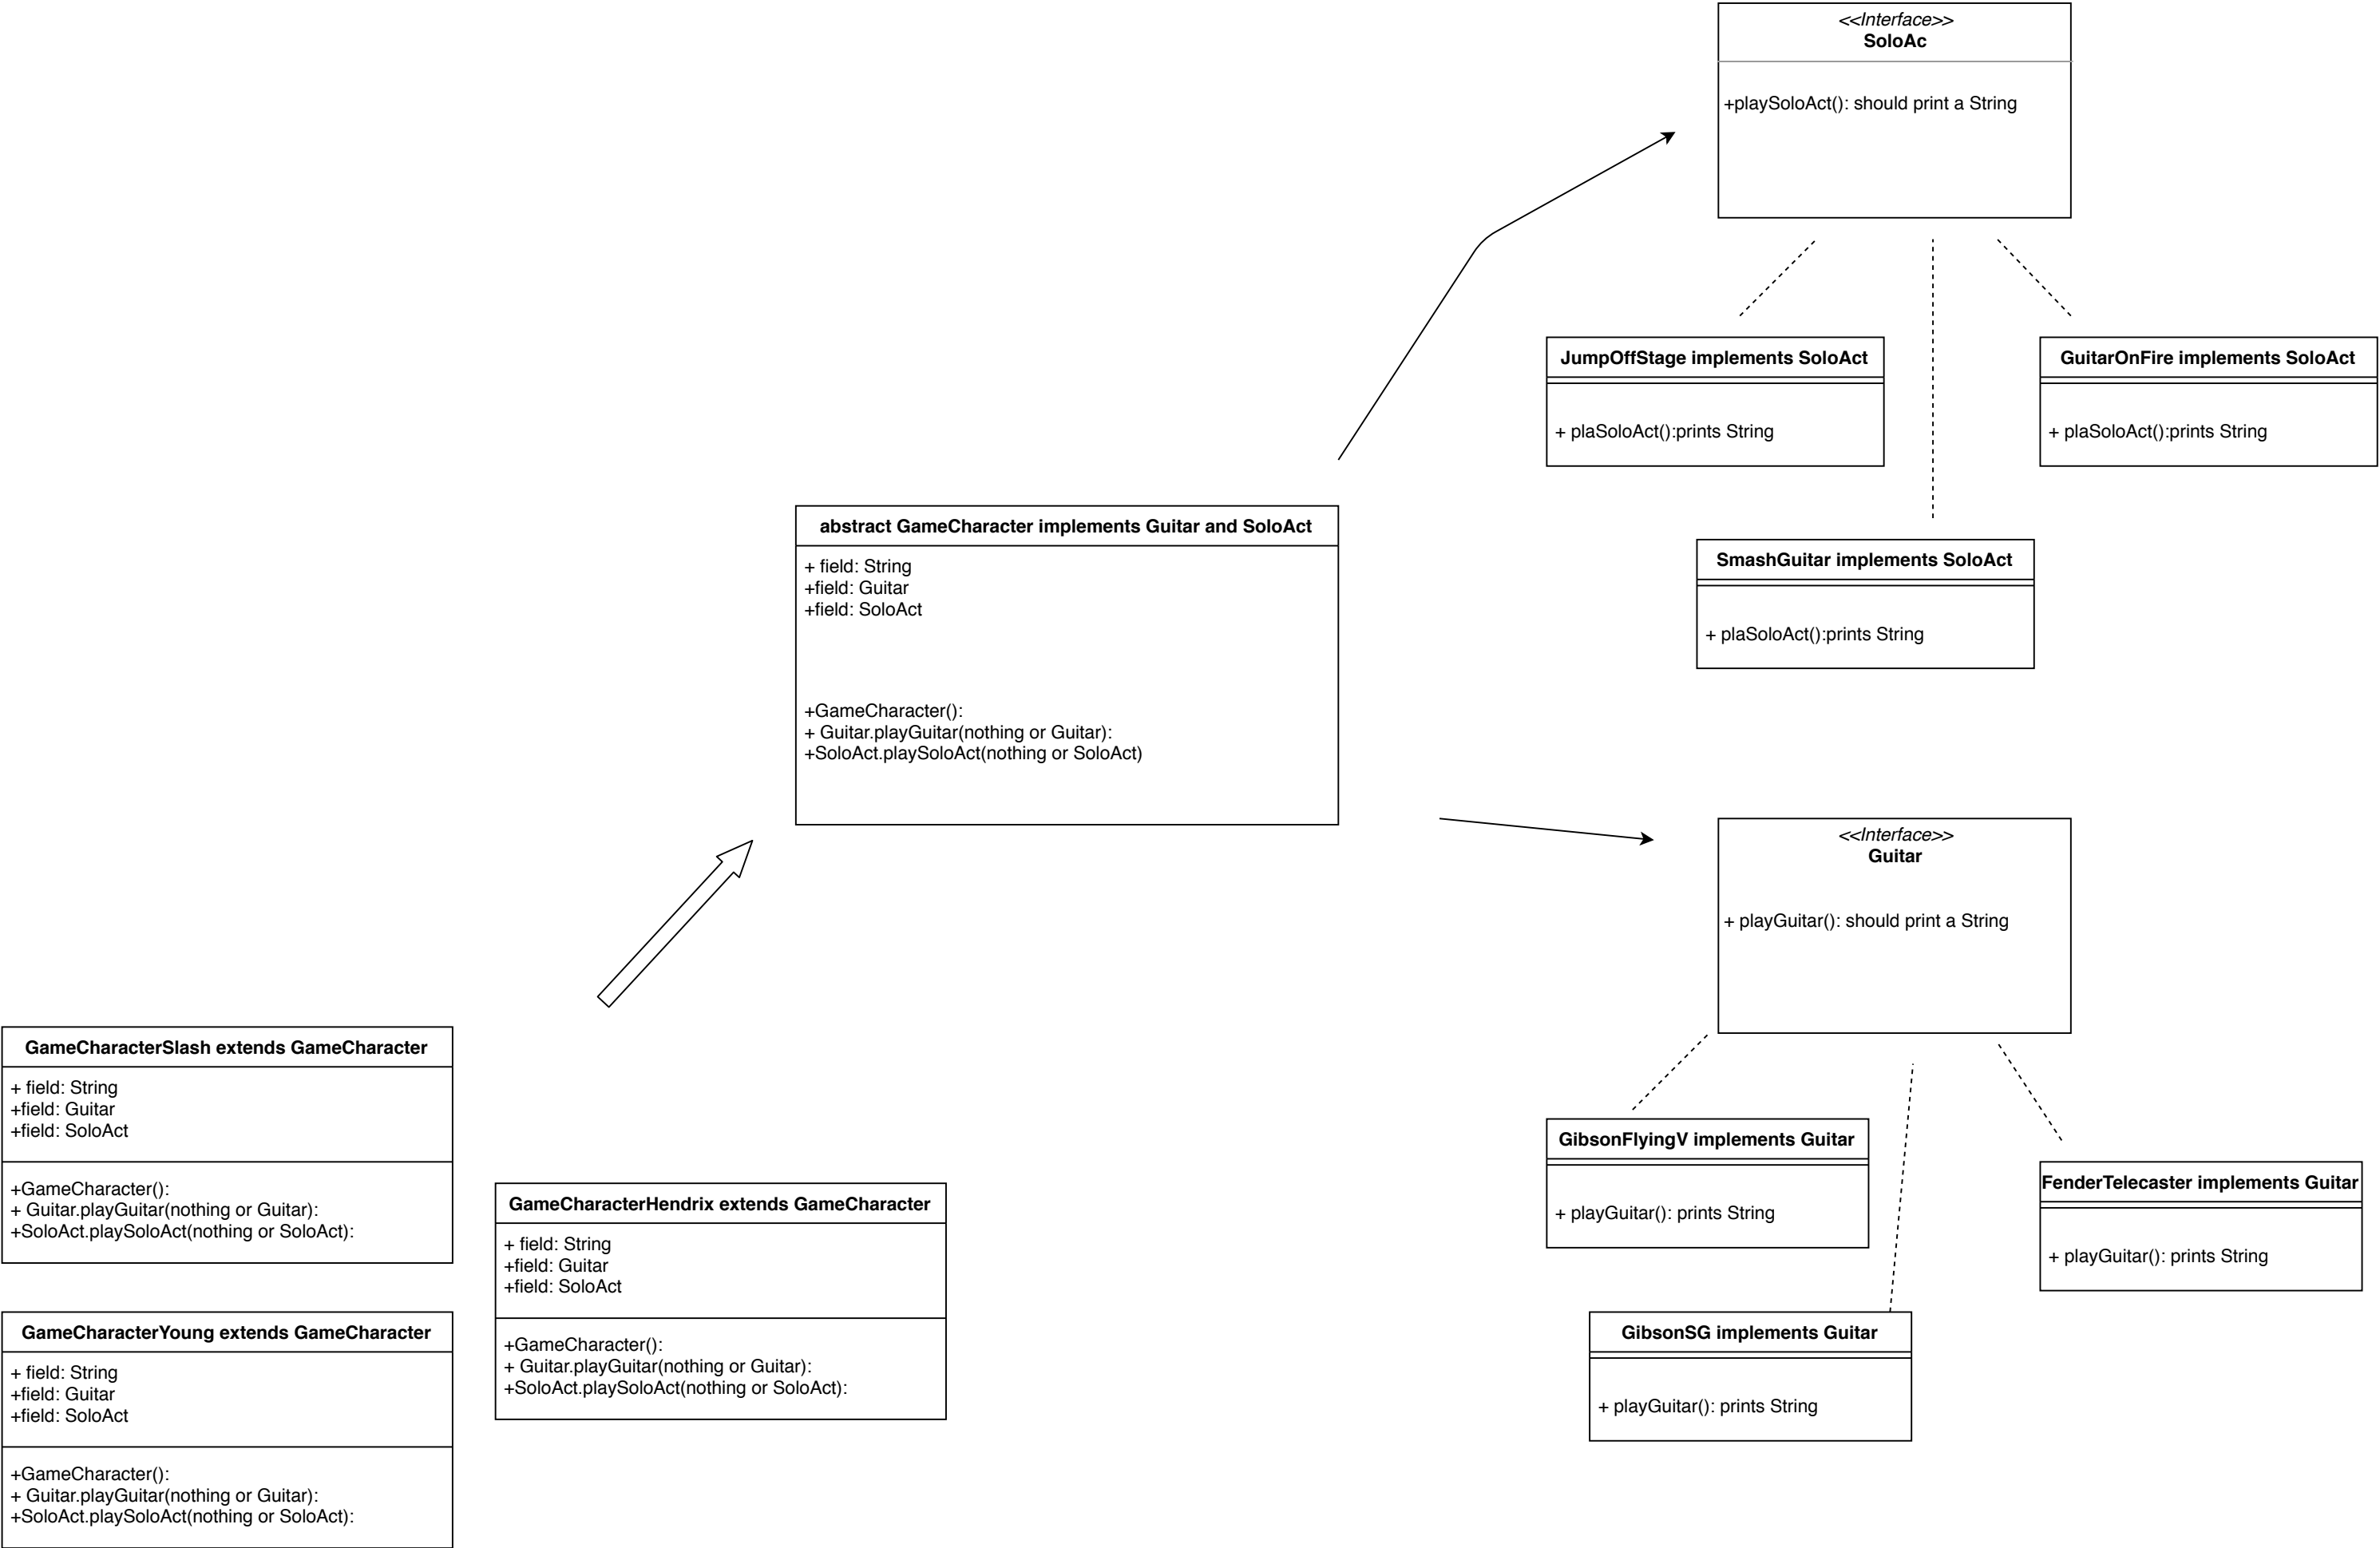 <<Interface>>
SoloAc
+playSoloAct(): should print a String
JumpOffStage implements SoloAct
+ plaSoloAct():prints String
GuitarOnFire implements SoloAct
+ plaSoloAct():prints String
SmashGuitar implements SoloAct
+ plaSoloAct():prints String
abstract GameCharacter implements Guitar and SoloAct
+ field: String
+field: Guitar
+field: SoloAct
+GameCharacter():
+ Guitar.playGuitar(nothing or Guitar):
+SoloAct.playSoloAct(nothing or SoloAct)
<<Interface>>
Guitar
+ playGuitar(): should print a String
GibsonFlyingV implements Guitar
+ playGuitar(): prints String
FenderTelecaster implements Guitar
+ playGuitar(): prints String
GibsonSG implements Guitar
+ playGuitar(): prints String
GameCharacterSlash extends GameCharacter
+ field: String
+field: Guitar
+field: SoloAct
+GameCharacter():
+ Guitar.playGuitar(nothing or Guitar):
+SoloAct.playSoloAct(nothing or SoloAct):
GameCharacterHendrix extends GameCharacter
+ field: String
+field: Guitar
+field: SoloAct
+GameCharacter():
+ Guitar.playGuitar(nothing or Guitar):
+SoloAct.playSoloAct(nothing or SoloAct):
GameCharacterYoung extends GameCharacter
+ field: String
+field: Guitar
+field: SoloAct
+GameCharacter():
+ Guitar.playGuitar(nothing or Guitar):
+SoloAct.playSoloAct(nothing or SoloAct):